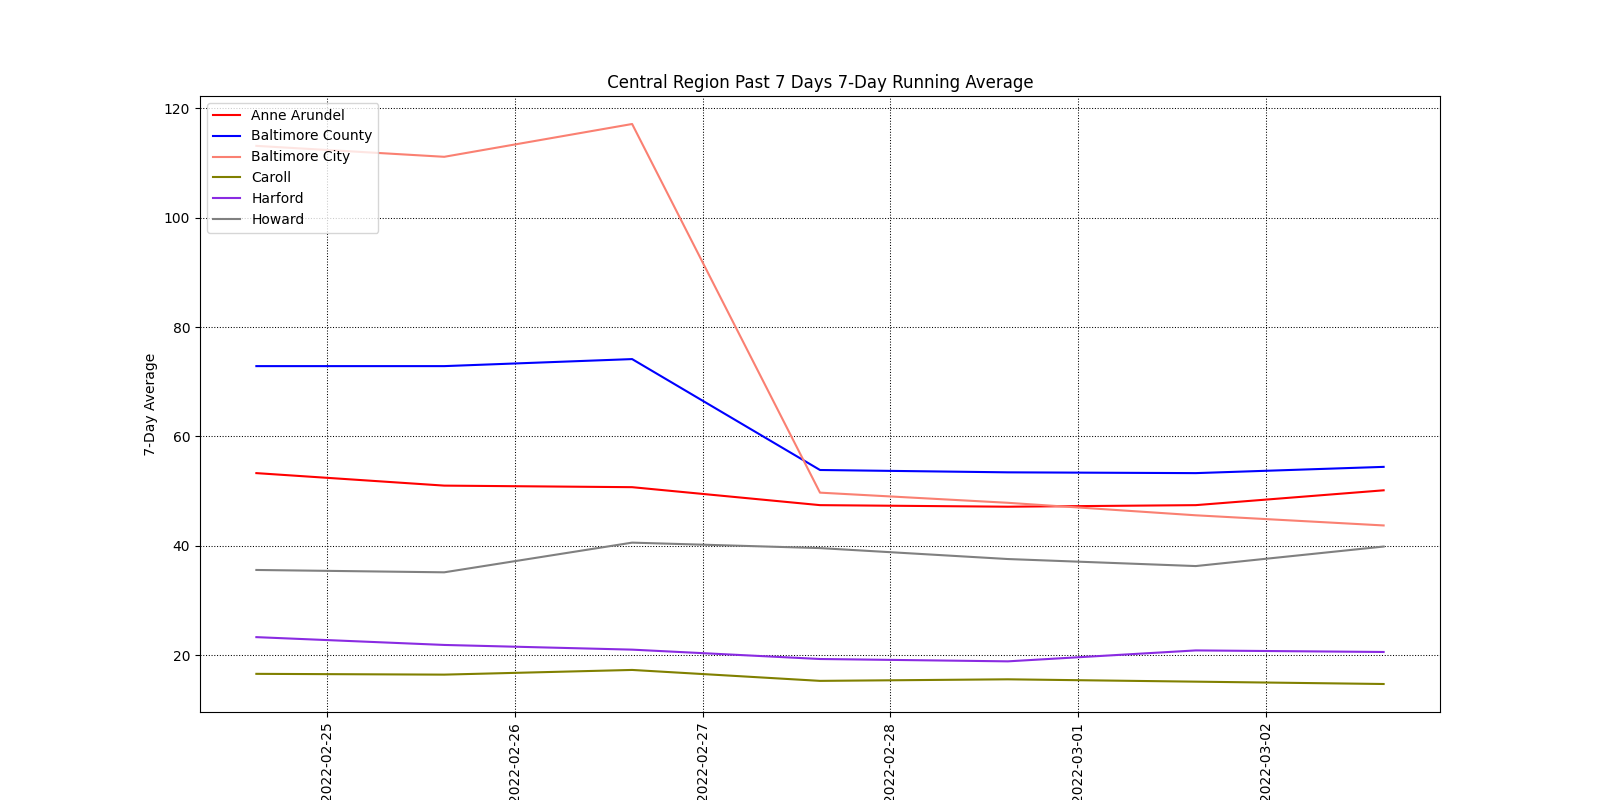 Central Region Past 7 Days 7-Day Running Average
Anne Arundel
Baltimore County
Baltimore City
Caroll
Harford
Howard
120
100
80
60
40
20
7-Day Average
2022-02-25
2022-02-26
2022-02-27
2022-02-28
2022-03-01
2022-03-02